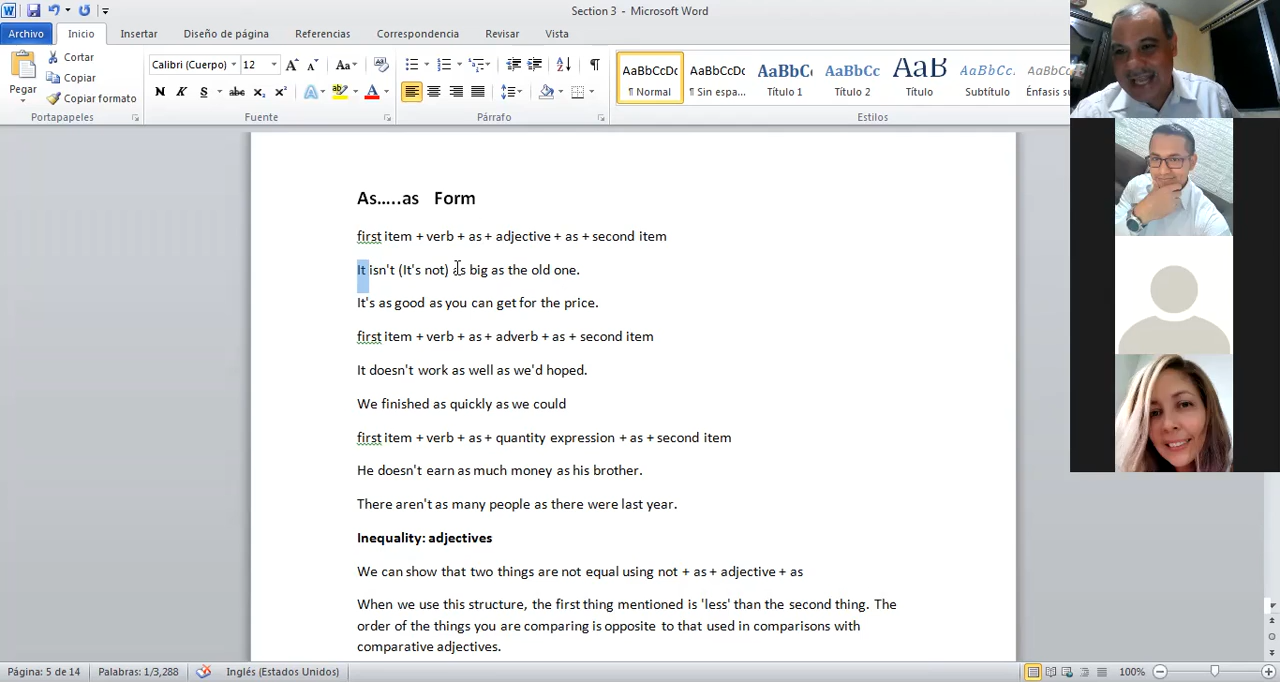 Section 3 - Microsoft Word
Archivo Inicio Insertar Diseño de página Referencias Correspondencia Revisar Vista
Pegar
Cortar
Copiar
Copiar formato
Portapapeles
Calibri (Cuerpo) 12
Fuente
Párrafo
AaBbCcDc AaBbCcDc AaBbC AaBbCc AaB AaBbCc. AaBbCcDc
¶ Normal ¶ Sin espa... Título 1 Título 2 Título Subtítulo Énfasis su
Estilos
As.....as Form
first item + verb + as + adjective + as + second item
It isn't (It's not) as big as the old one.
It's as good as you can get for the price.
first item + verb + as + adverb + as + second item
It doesn't work as well as we'd hoped.
We finished as quickly as we could
first item + verb + as + quantity expression + as + second item
He doesn't earn as much money as his brother.
There aren't as many people as there were last year.
Inequality: adjectives
We can show that two things are not equal using not + as + adjective + as
When we use this structure, the first thing mentioned is 'less' than the second thing. The
order of the things you are comparing is opposite to that used in comparisons with
comparative adjectives.
Página: 5 de 14 Palabras: 1/3,288 Inglés (Estados Unidos) 100%